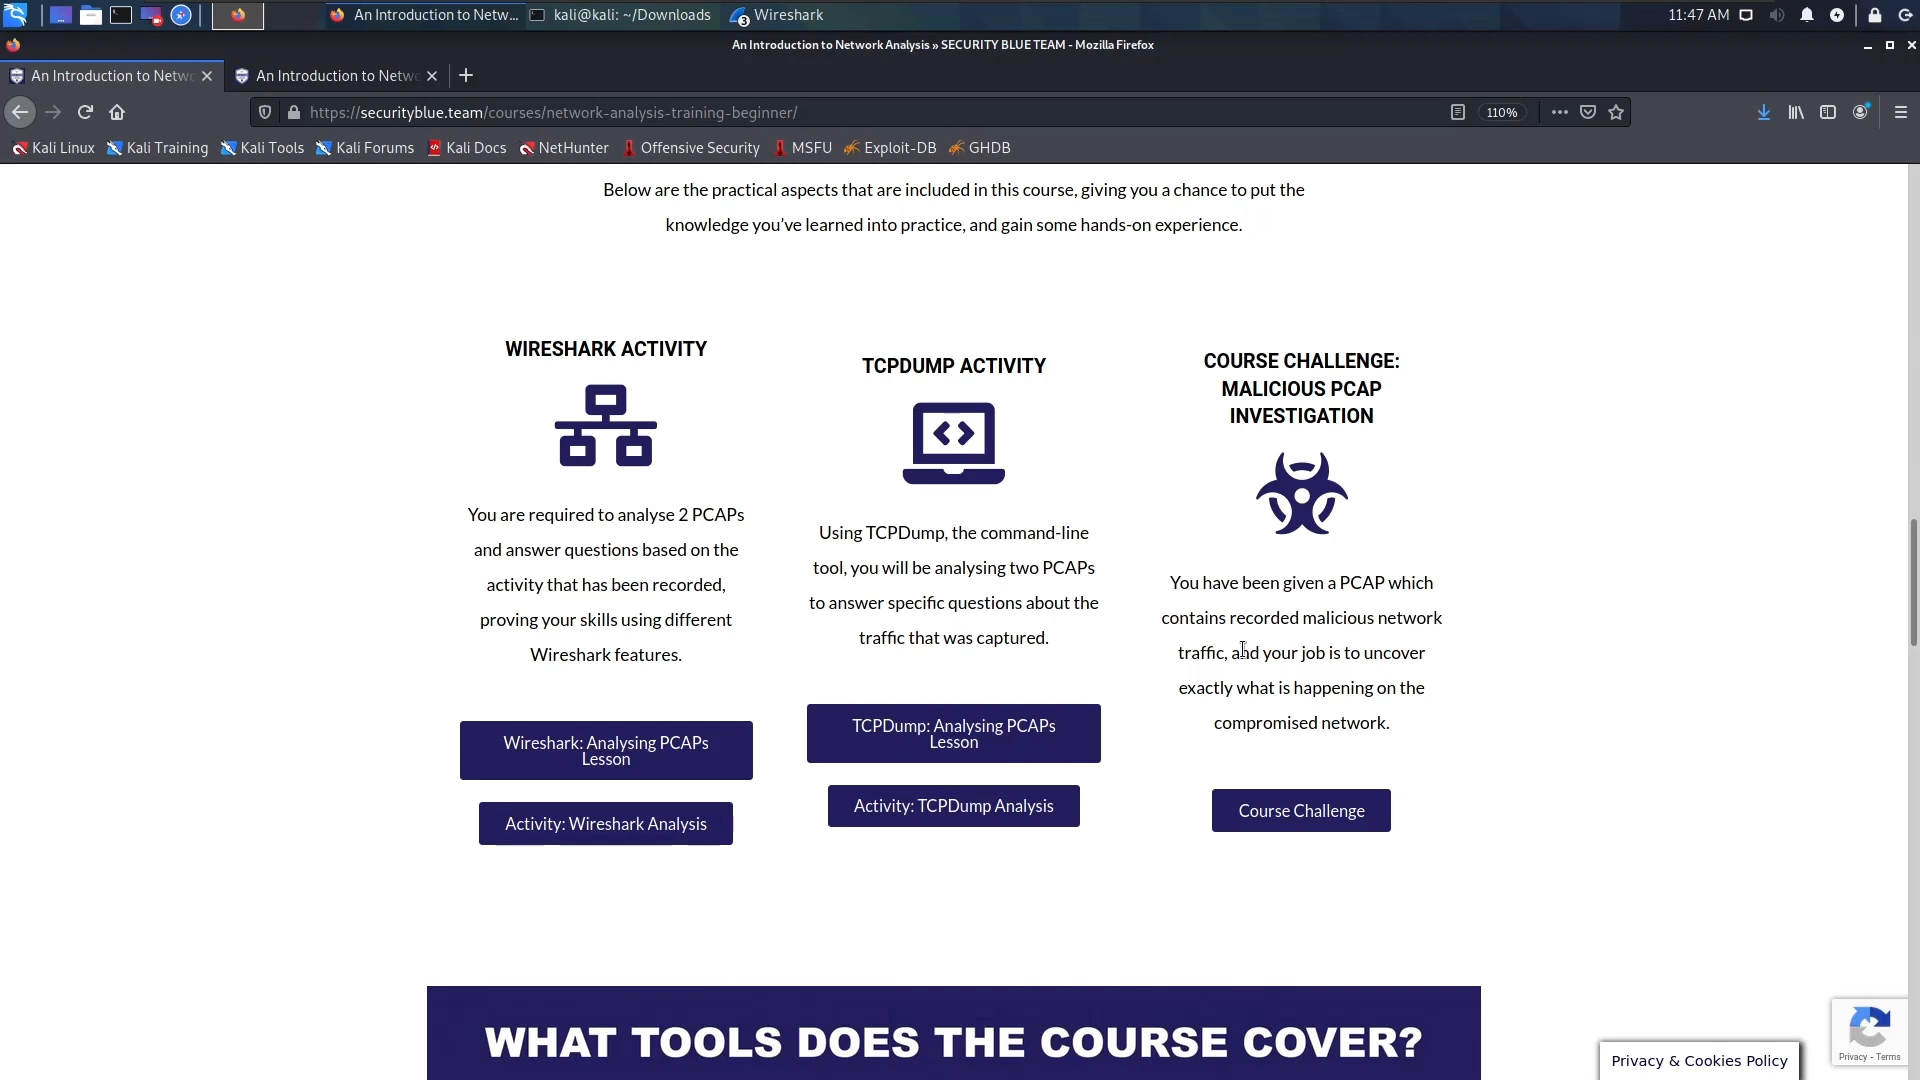 An Introduction to Netw...
kali@kali: ~/Downloads
3
Wireshark
11:47 AM
An Introduction to Network Analysis » SECURITY BLUE TEAM - Mozilla Firefox
An Introduction to Netwo
An Introduction to Netwo
https://securityblue.team/courses/network-analysis-training-beginner/
110%
Kali Linux
Kali Training
Kali Tools
Kali Forums
Kali Docs
NetHunter
Offensive Security
MSFU
Exploit-DB
GHDB
Below are the practical aspects that are included in this course, giving you a chance to put the
knowledge you’ve learned into practice, and gain some hands-on experience.
WIRESHARK ACTIVITY
You are required to analyse 2 PCAPs
and answer questions based on the
activity that has been recorded,
proving your skills using different
Wireshark features.
Wireshark: Analysing PCAPs
Lesson
Activity: Wireshark Analysis
TCPDUMP ACTIVITY
Using TCPDump, the command-line
tool, you will be analysing two PCAPs
to answer specific questions about the
traffic that was captured.
TCPDump: Analysing PCAPs
Lesson
Activity: TCPDump Analysis
COURSE CHALLENGE:
MALICIOUS PCAP
INVESTIGATION
You have been given a PCAP which
contains recorded malicious network
traffic, and your job is to uncover
exactly what is happening on the
compromised network.
Course Challenge
WHAT TOOLS DOES THE COURSE COVER?
Privacy - Terms
Privacy & Cookies Policy